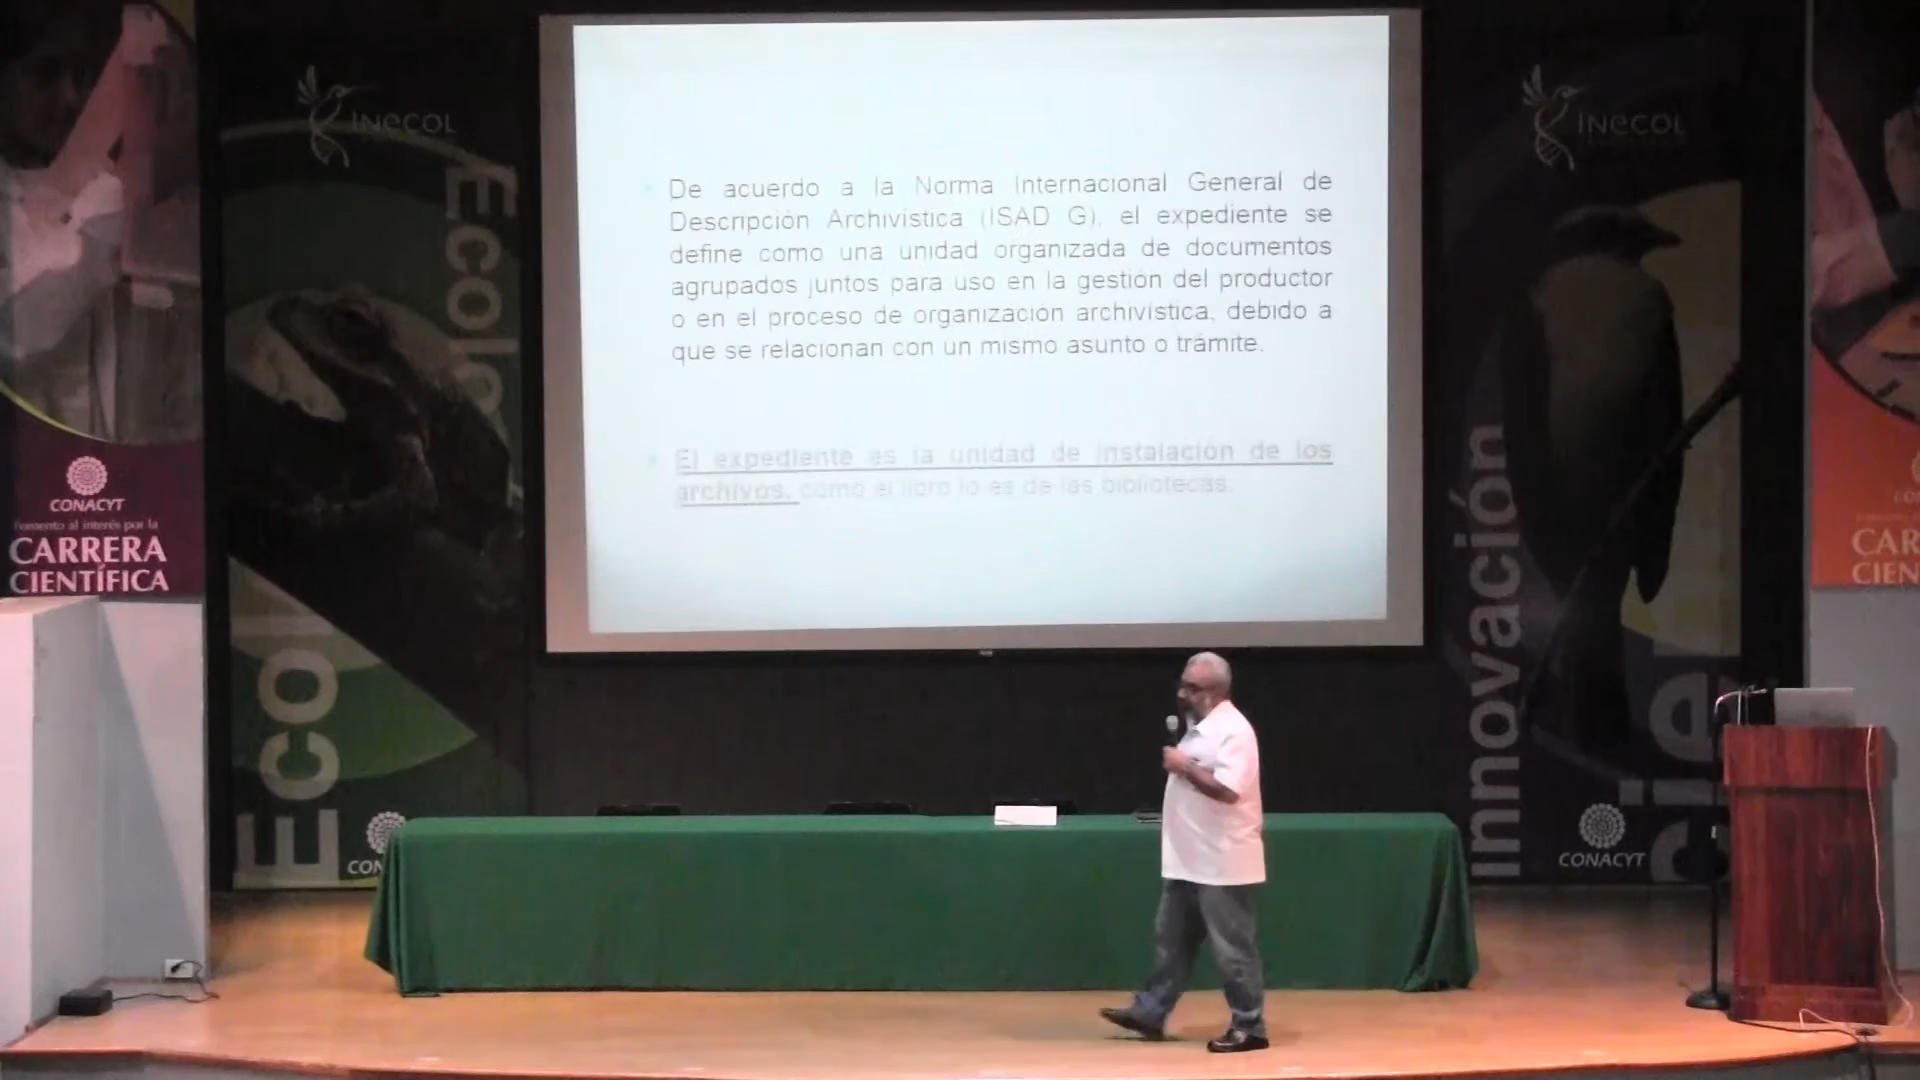 De acuerdo a la Norma Internacional General de
Descripción Archivística (ISAD G), el expediente se
define como una unidad organizada de documentos
agrupados juntos para uso en la gestión del productor
o en el proceso de organización archivística, debido a
que se relacionan con un mismo asunto o trámite.
El expediente es la unidad de instalación de los
archivos, como el libro lo es de las bibliotecas.
INECOL
Ecolo
Ecol
CON
CONACYT
Fomento al interés por la
CARRERA
CIENTÍFICA
INECOL
innovación
cie
CONACYT
CAR
CIEN